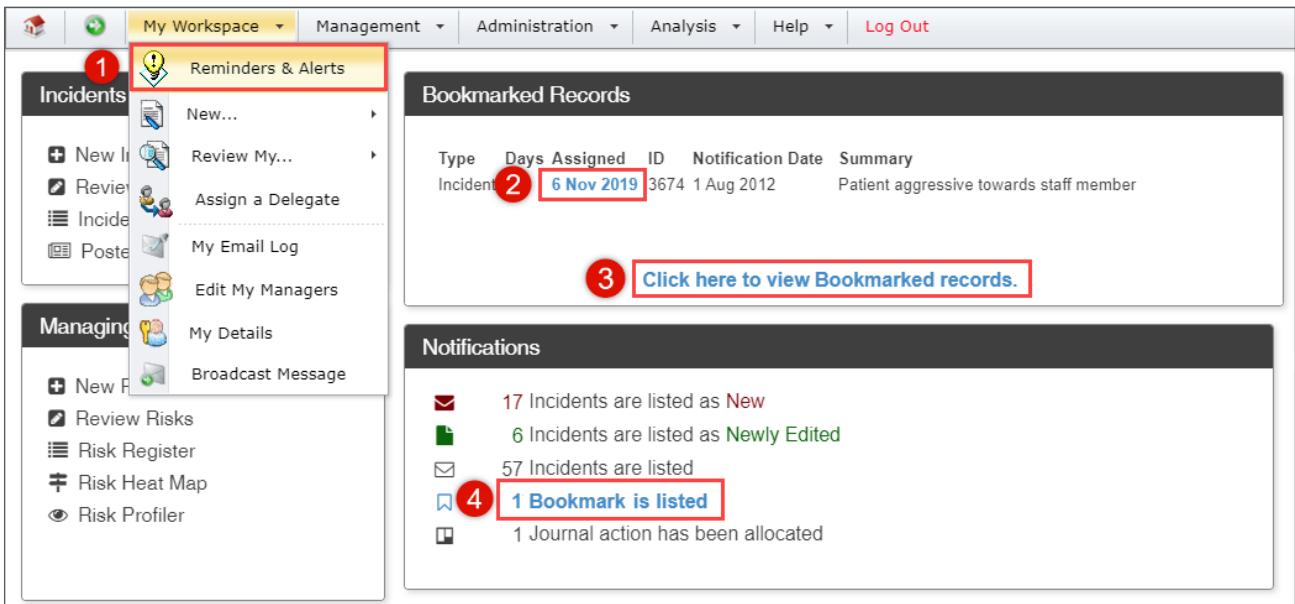 My Workspace Management Administration Analysis Help Log Out
1 Reminders & Alerts
New...
Review My...
Assign a Delegate
My Email Log
Edit My Managers
My Details
Broadcast Message
Incidents
New
Review
Posted
Managing
New
Review Risks
Risk Register
Risk Heat Map
Risk Profiler
Bookmarked Records
Type Days Assigned ID Notification Date Summary
Incident 2 6 Nov 2019 3674 1 Aug 2012 Patient aggressive towards staff member
3 Click here to view Bookmarked records.
Notifications
17 Incidents are listed as New
6 Incidents are listed as Newly Edited
57 Incidents are listed
4 1 Bookmark is listed
1 Journal action has been allocated